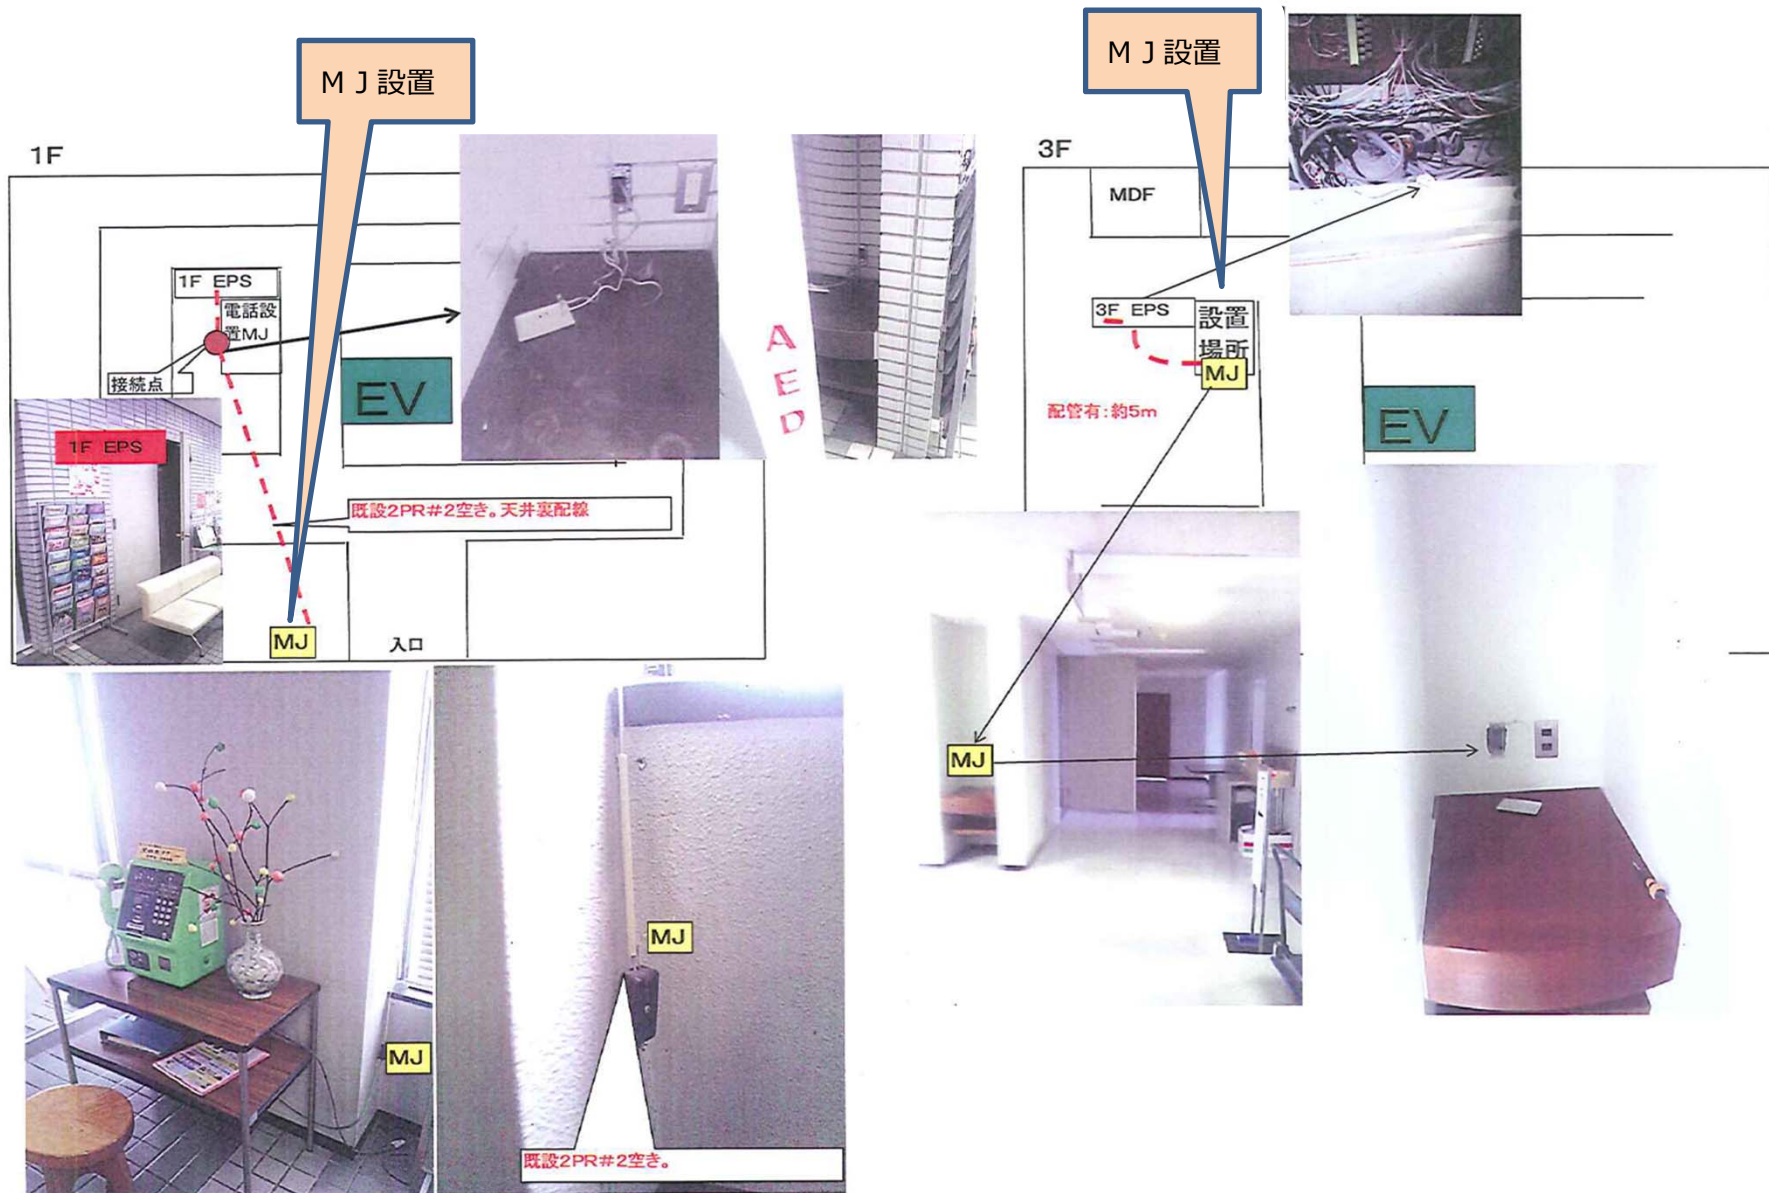 ＭＪ設置
1F
1F EPS
電話設
置MJ
接続点
EV
1F EPS
既設2PR#2空き。天井裏配線
MJ
入口
AED
MJ
MJ
既設2PR#2空き。
ＭＪ設置
3F
MDF
3F EPS
設置
場所
MJ
配管有:約5m
EV
MJ